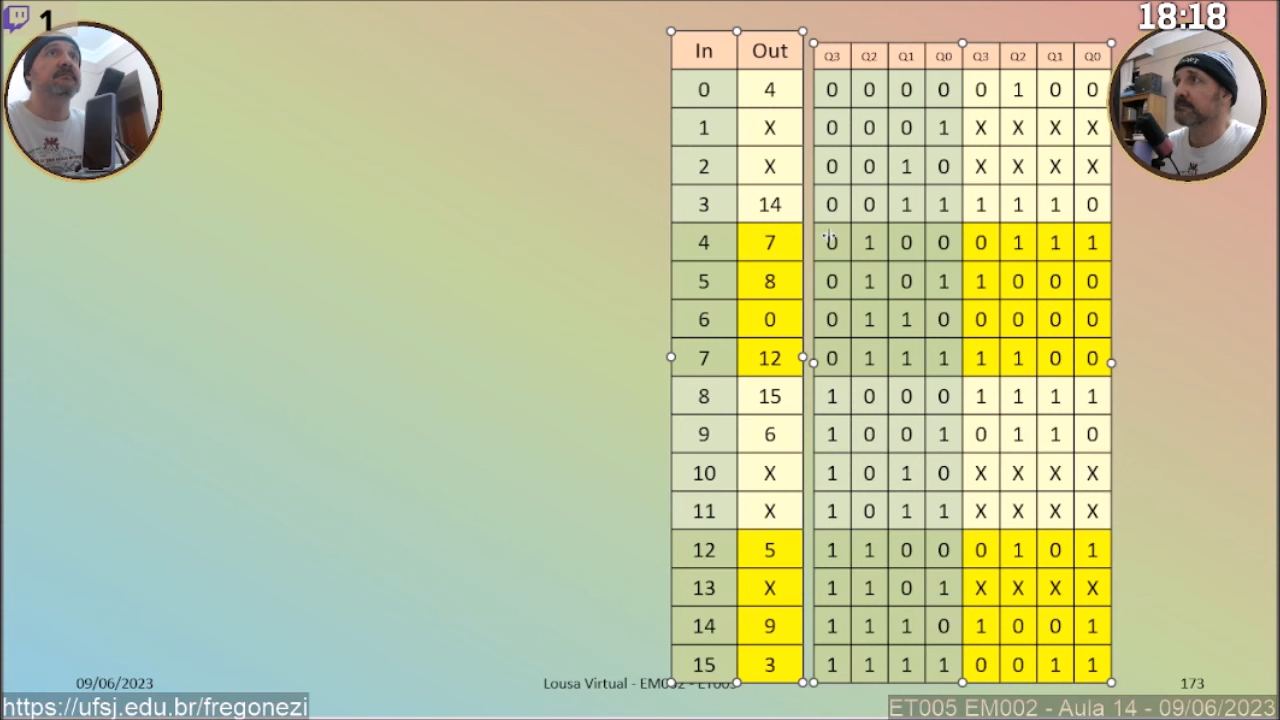 1
18:18
In Out Q3 Q2 Q1 Q0 Q3 Q2 Q1 Q0
0 4 0 0 0 0 0 1 0 0
1 X 0 0 0 1 X X X X
2 X 0 0 1 0 X X X X
3 14 0 0 1 1 1 1 1 0
4 7 0 1 0 0 0 1 1 1
5 8 0 1 0 1 1 0 0 0
6 0 0 1 1 0 0 0 0 0
7 12 0 1 1 1 1 1 0 0
8 15 1 0 0 0 1 1 1 1
9 6 1 0 0 1 0 1 1 0
10 X 1 0 1 0 X X X X
11 X 1 0 1 1 X X X X
12 5 1 1 0 0 0 1 0 1
13 X 1 1 0 1 X X X X
14 9 1 1 1 0 1 0 0 1
15 3 1 1 1 1 0 0 1 1
09/06/2023 Lousa Virtual - EM002 - ET005 173
https://ufsj.edu.br/fregonezi ET005 EM002 - Aula 14 - 09/06/2023